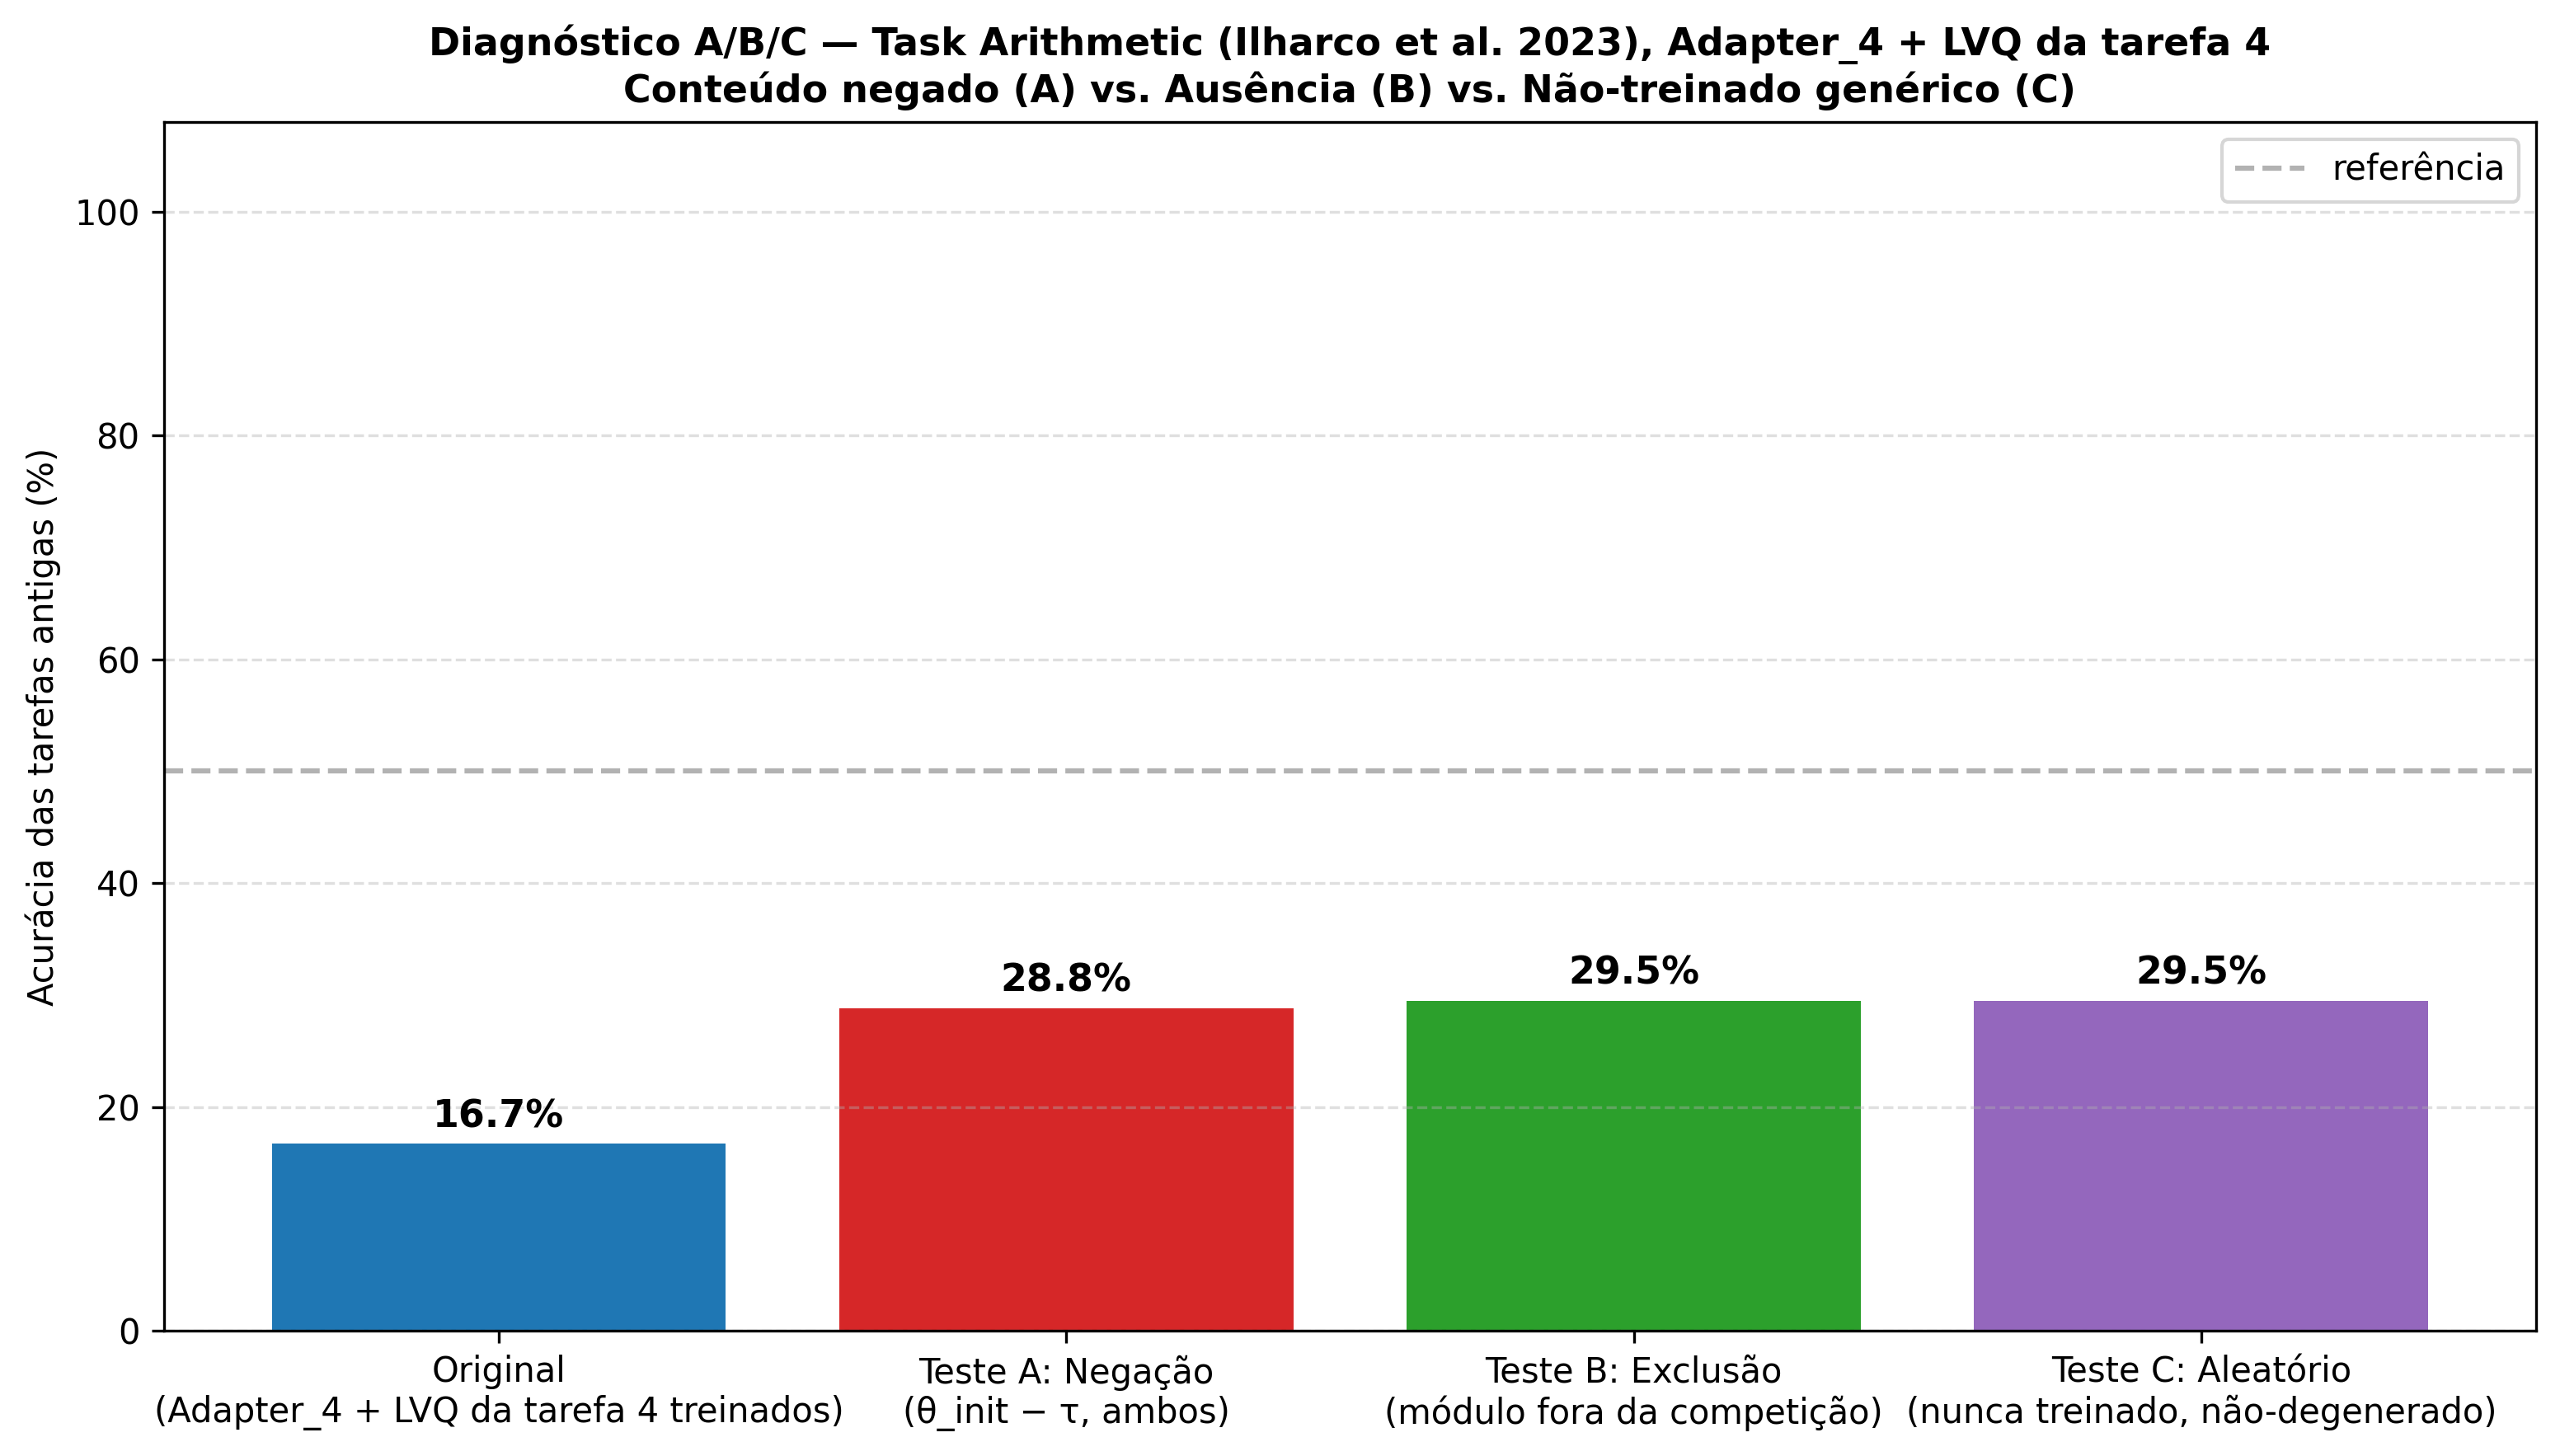 Diagnóstico A/B/C — Task Arithmetic (Ilharco et al. 2023), Adapter_4 + LVQ da tarefa 4
Conteúdo negado (A) vs. Ausência (B) vs. Não-treinado genérico (C)
referência
Acurácia das tarefas antigas (%)
100
80
60
40
20
0
16.7%
28.8%
29.5%
29.5%
Original
(Adapter_4 + LVQ da tarefa 4 treinados)
Teste A: Negação
(θ_init − τ, ambos)
Teste B: Exclusão
(módulo fora da competição)
Teste C: Aleatório
(nunca treinado, não-degenerado)